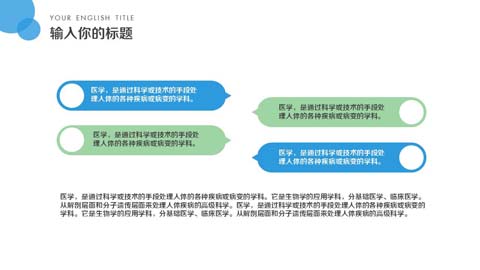 YOUR ENGLISH TITLE
输入你的标题
医学，是通过科学或技术的手段处
理人体的各种疾病或病变的学科。
医学，是通过科学或技术的手段处
理人体的各种疾病或病变的学科。
医学，是通过科学或技术的手段处
理人体的各种疾病或病变的学科。
医学，是通过科学或技术的手段处
理人体的各种疾病或病变的学科。
医学，是通过科学或技术的手段处理人体的各种疾病或病变的学科。它是生物学的应用学科，分基础医学、临床医学。
从解剖层面和分子遗传层面来处理人体疾病的高级科学。医学，是通过科学或技术的手段处理人体的各种疾病或病变的
学科。它是生物学的应用学科，分基础医学、临床医学。从解剖层面和分子遗传层面来处理人体疾病的高级科学。